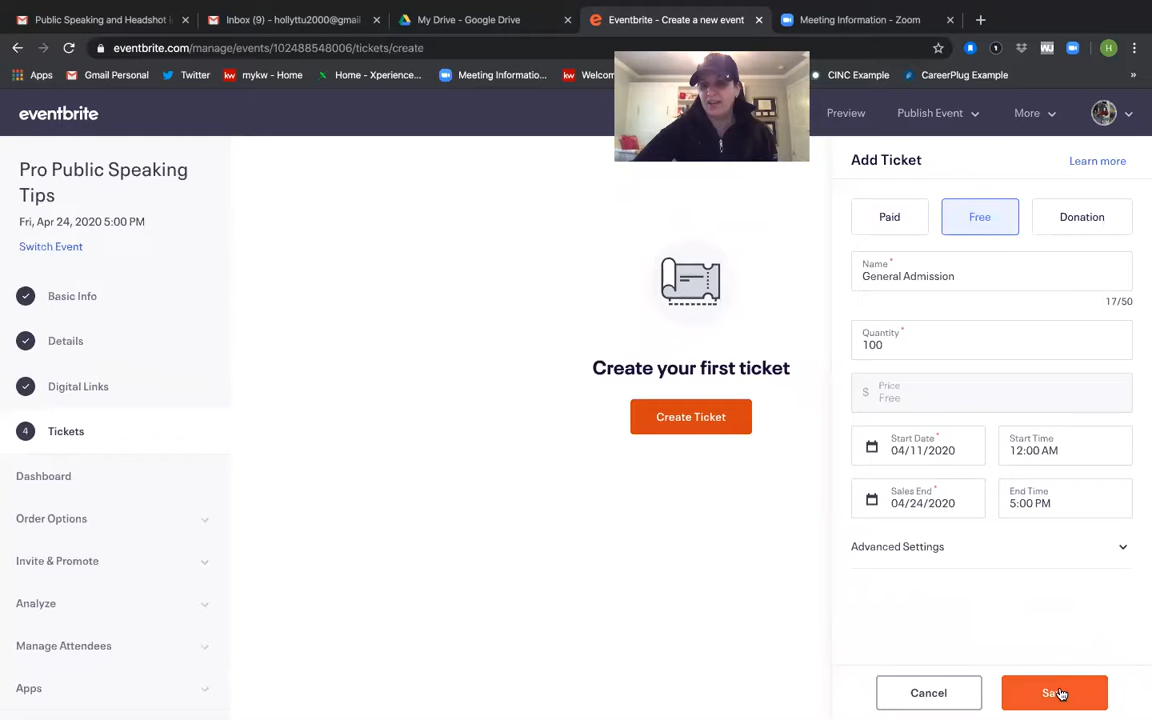 Public Speaking and Headshot
Inbox (9) - hollyttu2000@gmail
My Drive - Google Drive
Eventbrite - Create a new event
Meeting Information - Zoom
eventbrite.com/manage/events/102488548006/tickets/create
H
Apps
Gmail Personal
Twitter
kw mykw - Home
Home - Xperience...
Meeting Informatio...
kw Welcom
CINC Example
CareerPlug Example
»
eventbrite
Preview
Publish Event
More
Pro Public Speaking
Tips
Fri, Apr 24, 2020 5:00 PM
Switch Event
Basic Info
Details
Digital Links
4 Tickets
Dashboard
Order Options
Invite & Promote
Analyze
Manage Attendees
Apps
Create your first ticket
Create Ticket
Add Ticket
Learn more
Paid
Free
Donation
Name*
General Admission
17/50
Quantity*
100
Price
$ Free
Start Date*
04/11/2020
Start Time
12:00 AM
Sales End*
04/24/2020
End Time
5:00 PM
Advanced Settings
Cancel